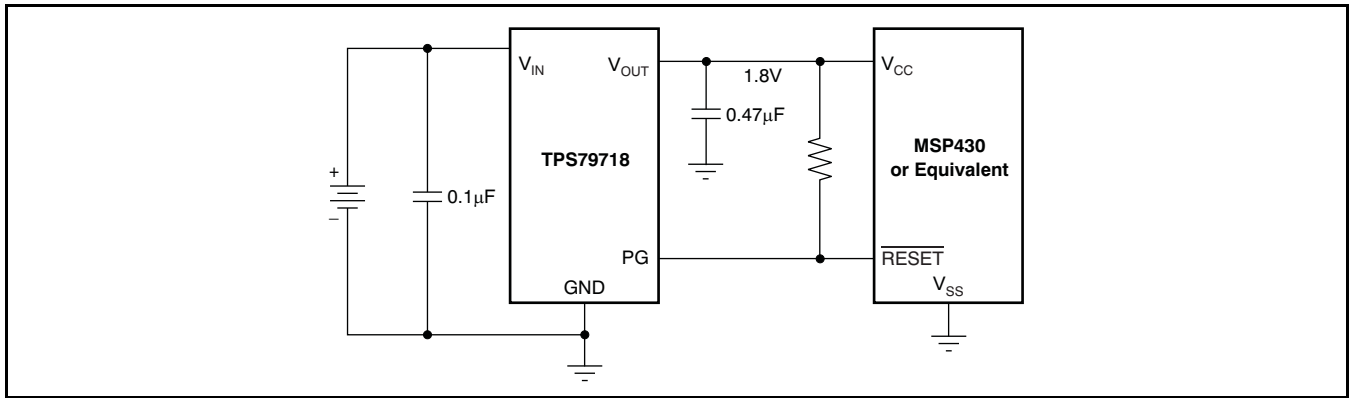 V_IN V_OUT
1.8V
V_CC
0.47μF
TPS79718
MSP430
or Equivalent
+
0.1μF
–
PG
RESET
GND
V_SS